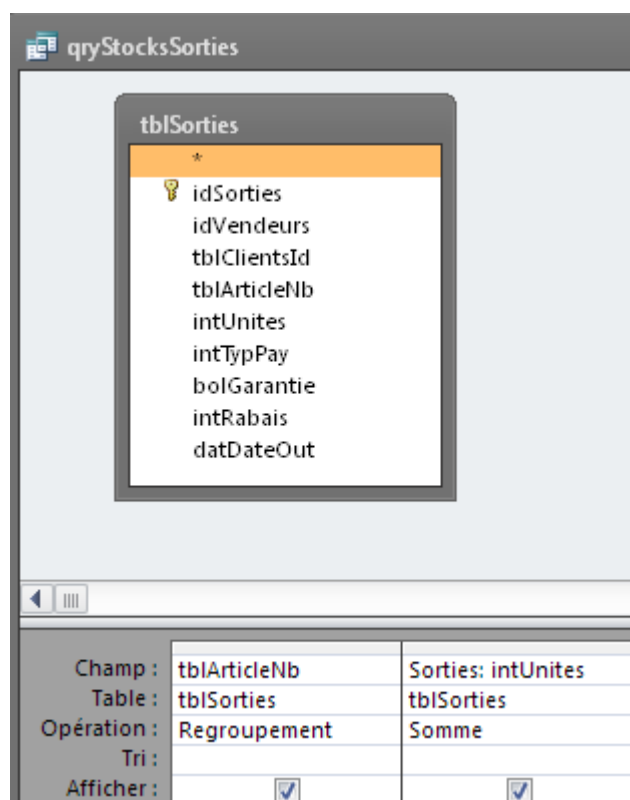 qryStocksSorties
tblSorties
*
idSorties
idVendeurs
tblClientsId
tblArticleNb
intUnites
intTypPay
bolGarantie
intRabais
datDateOut
Champ : tblArticleNb Sorties: intUnites
Table : tblSorties tblSorties
Opération : Regroupement Somme
Tri :
Afficher :